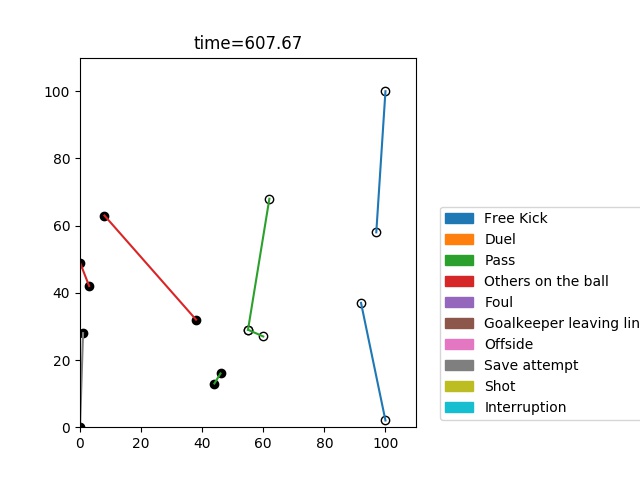 time=607.67
100
80
60
40
20
0
0 20 40 60 80 100
Free Kick
Duel
Pass
Others on the ball
Foul
Goalkeeper leaving lin
Offside
Save attempt
Shot
Interruption